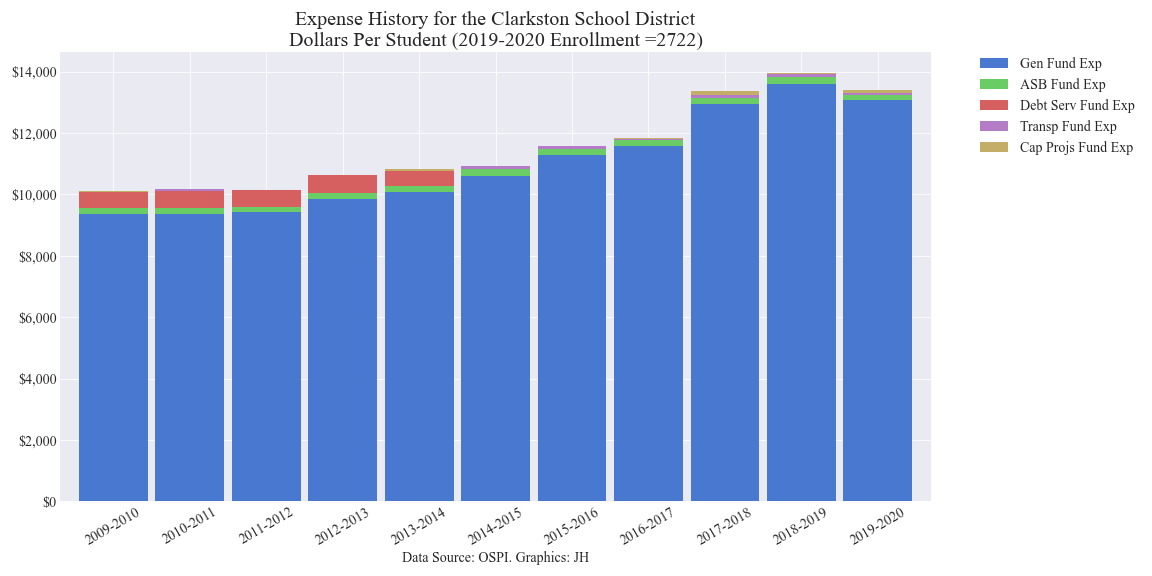 Expense History for the Clarkston School District
Dollars Per Student (2019-2020 Enrollment =2722)
$14,000
$12,000
$10,000
$8,000
$6,000
$4,000
$2,000
$0
2009-2010
2010-2011
2011-2012
2012-2013
2013-2014
2014-2015
2015-2016
2016-2017
2017-2018
2018-2019
2019-2020
Data Source: OSPI. Graphics: JH
Gen Fund Exp
ASB Fund Exp
Debt Serv Fund Exp
Transp Fund Exp
Cap Projs Fund Exp